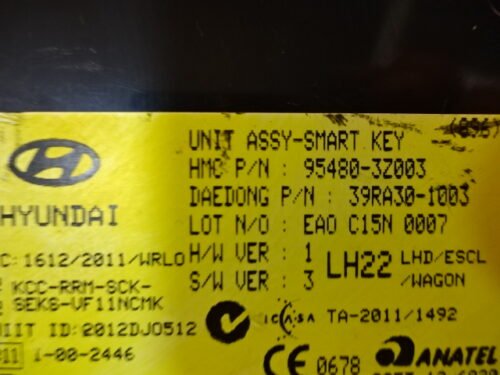 UNIT ASSY-SMART KEY
HMC P/N : 95480-3Z003
DAEDONG P/N : 39RA30-1003
HYUNDAI
LOT N/O : EAO C15N 0007
C: 1612/2011/WRLO
H/W VER : 1
S/W VER : 3
LH22
LHD/ESCL
/WAGON
KCC-RRM-SCK-
SEKS-VF11NCMK
IIT ID: 2012DJ0512
ICASA TA-2011/1492
1-00-2446
CE 0678
ANATEL